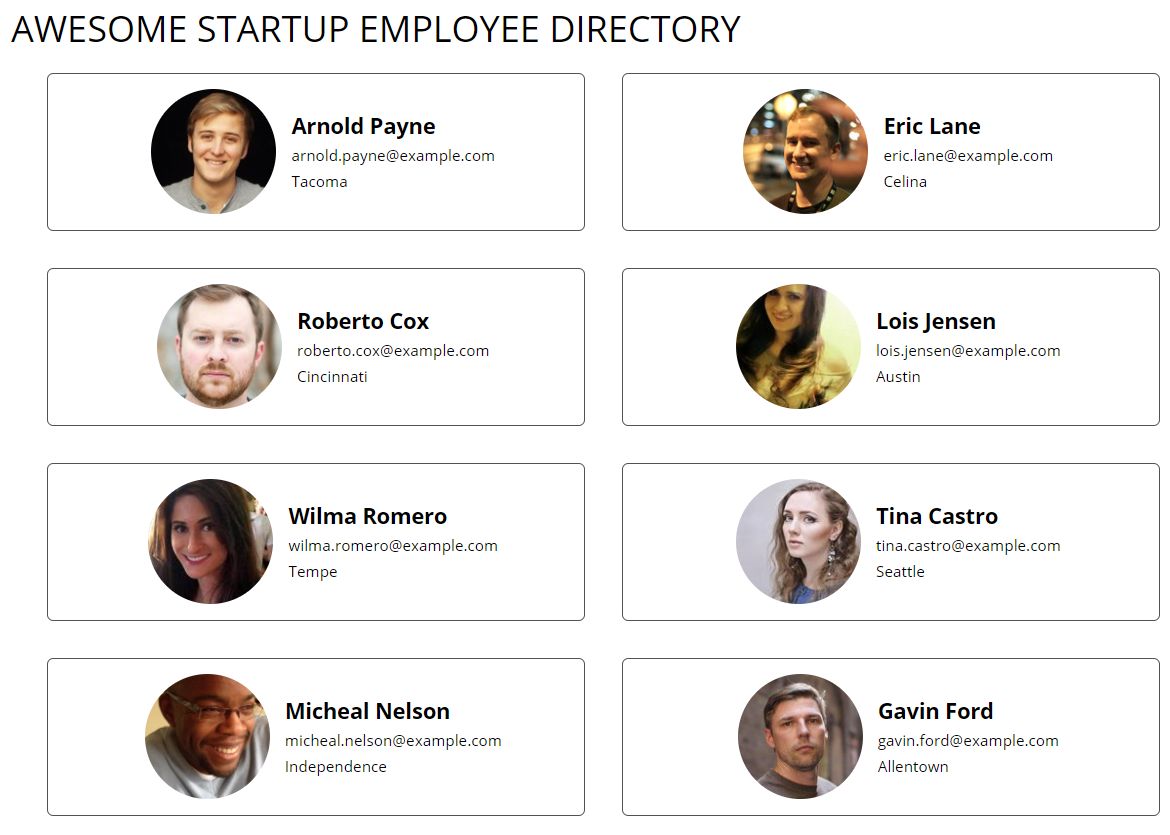 AWESOME STARTUP EMPLOYEE DIRECTORY
Arnold Payne
arnold.payne@example.com
Tacoma
Eric Lane
eric.lane@example.com
Celina
Roberto Cox
roberto.cox@example.com
Cincinnati
Lois Jensen
lois.jensen@example.com
Austin
Wilma Romero
wilma.romero@example.com
Tempe
Tina Castro
tina.castro@example.com
Seattle
Micheal Nelson
micheal.nelson@example.com
Independence
Gavin Ford
gavin.ford@example.com
Allentown